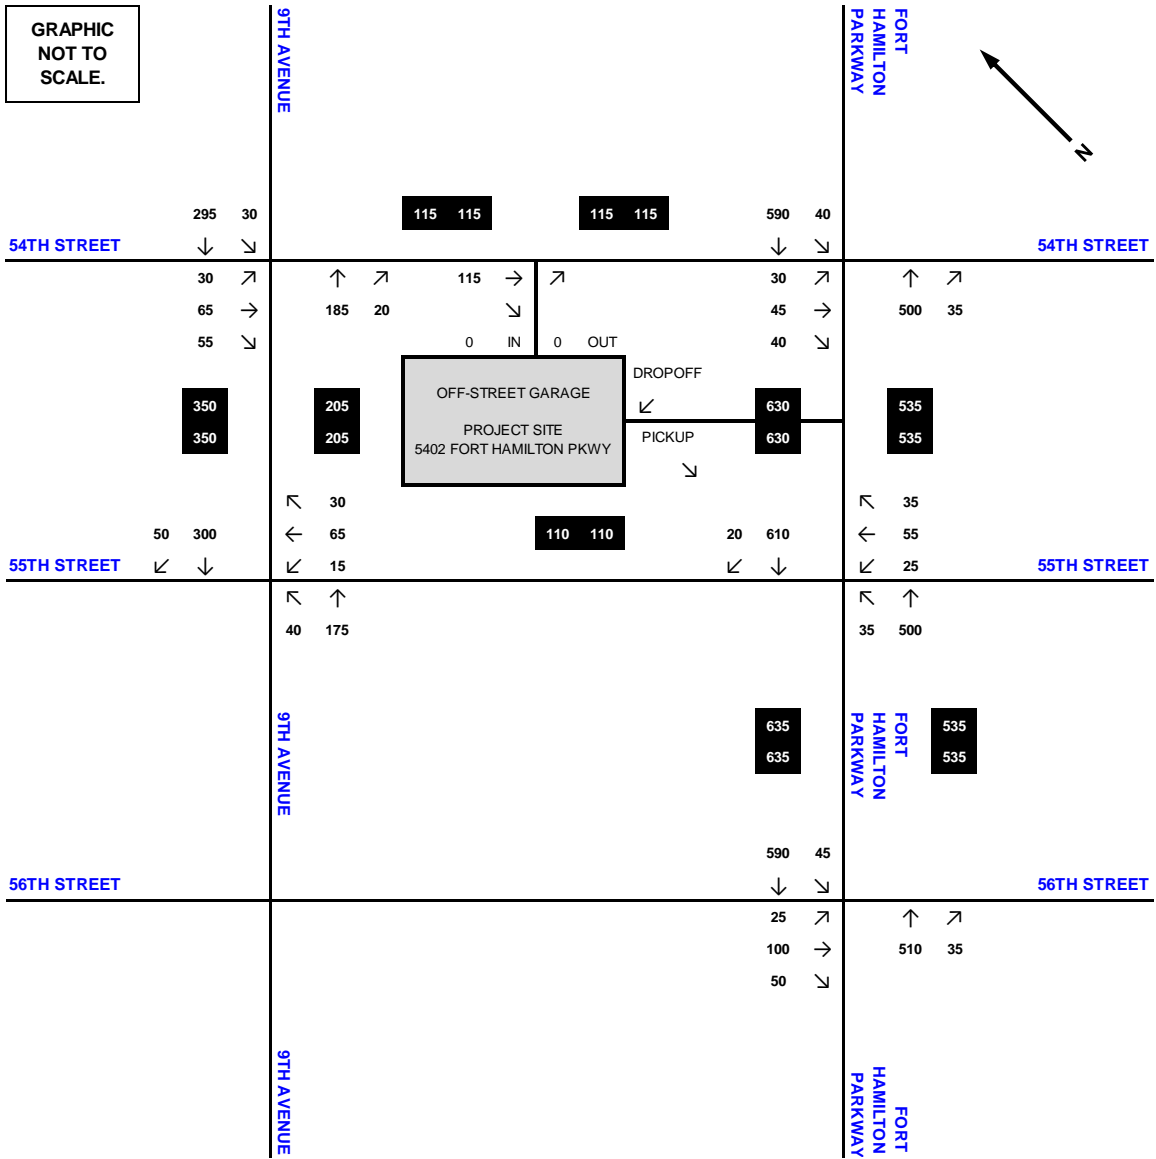 GRAPHIC
NOT TO
SCALE.
9TH AVENUE
FORT
HAMILTON
PARKWAY
N
295 30
115 115
115 115
590 40
54TH STREET
54TH STREET
30
65
55
185 20
115
0 IN
0 OUT
30
45
40
500 35
350
350
205
205
OFF-STREET GARAGE
PROJECT SITE
5402 FORT HAMILTON PKWY
DROPOFF
PICKUP
630
630
535
535
50 300
30
65
15
110 110
20 610
35
55
25
55TH STREET
55TH STREET
40 175
35 500
9TH AVENUE
635
635
FORT
HAMILTON
PARKWAY
535
535
590 45
56TH STREET
56TH STREET
25
100
50
510 35
9TH AVENUE
FORT
HAMILTON
PARKWAY